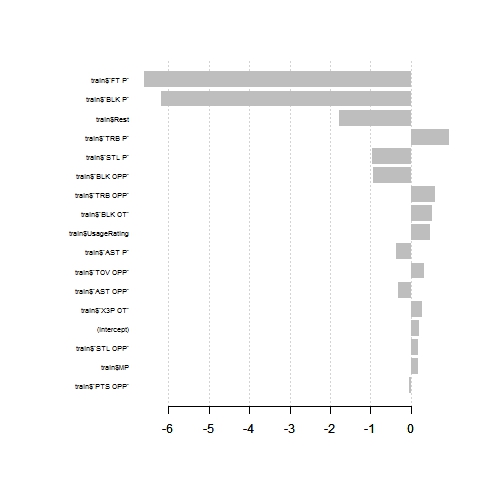 train$`FT P`
train$`BLK P`
train$Rest
train$`TRB P`
train$`STL P`
train$`BLK OPP`
train$`TRB OPP`
train$`BLK OT`
train$UsageRating
train$`AST P`
train$`TOV OPP`
train$`AST OPP`
train$`X3P OT`
(Intercept)
train$`STL OPP`
train$MP
train$`PTS OPP`
-6 -5 -4 -3 -2 -1 0